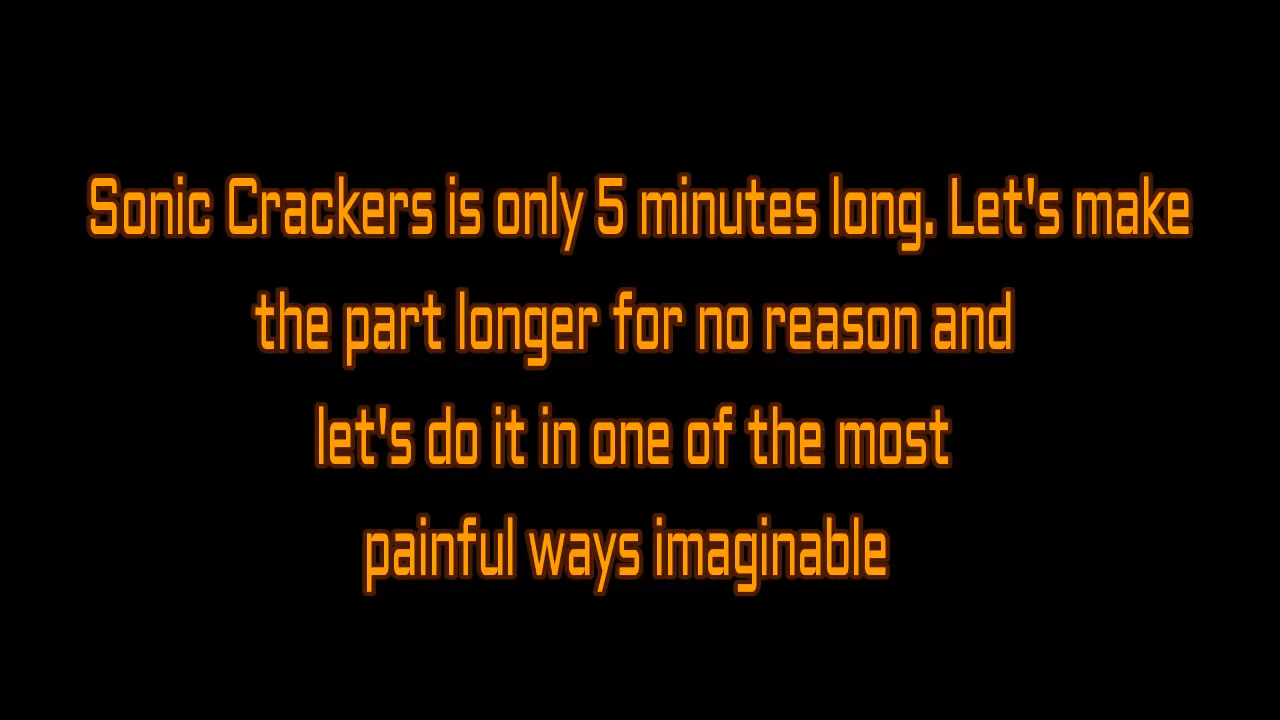 Sonic Crackers is only 5 minutes long. Let's make
the part longer for no reason and
let's do it in one of the most
painful ways imaginable